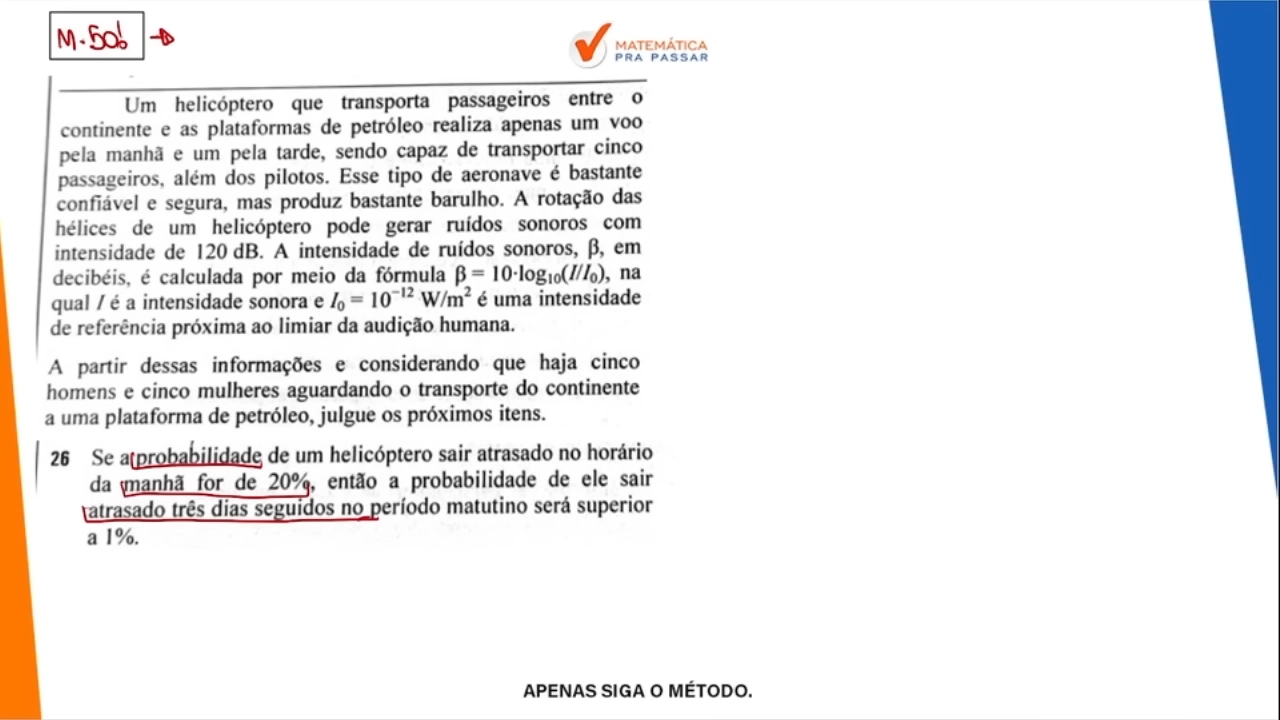 M.50!
MATEMÁTICA
PRA PASSAR
Um helicóptero que transporta passageiros entre o
continente e as plataformas de petróleo realiza apenas um voo
pela manhã e um pela tarde, sendo capaz de transportar cinco
passageiros, além dos pilotos. Esse tipo de aeronave é bastante
confiável e segura, mas produz bastante barulho. A rotação das
hélices de um helicóptero pode gerar ruídos sonoros com
intensidade de 120 dB. A intensidade de ruídos sonoros, β, em
decibéis, é calculada por meio da fórmula β = 10·log₁₀(I/I₀), na
qual I é a intensidade sonora e I₀ = 10⁻¹² W/m² é uma intensidade
de referência próxima ao limiar da audição humana.
A partir dessas informações e considerando que haja cinco
homens e cinco mulheres aguardando o transporte do continente
a uma plataforma de petróleo, julgue os próximos itens.
26 Se a probabilidade de um helicóptero sair atrasado no horário
da manhã for de 20%, então a probabilidade de ele sair
atrasado três dias seguidos no período matutino será superior
a 1%.
APENAS SIGA O MÉTODO.